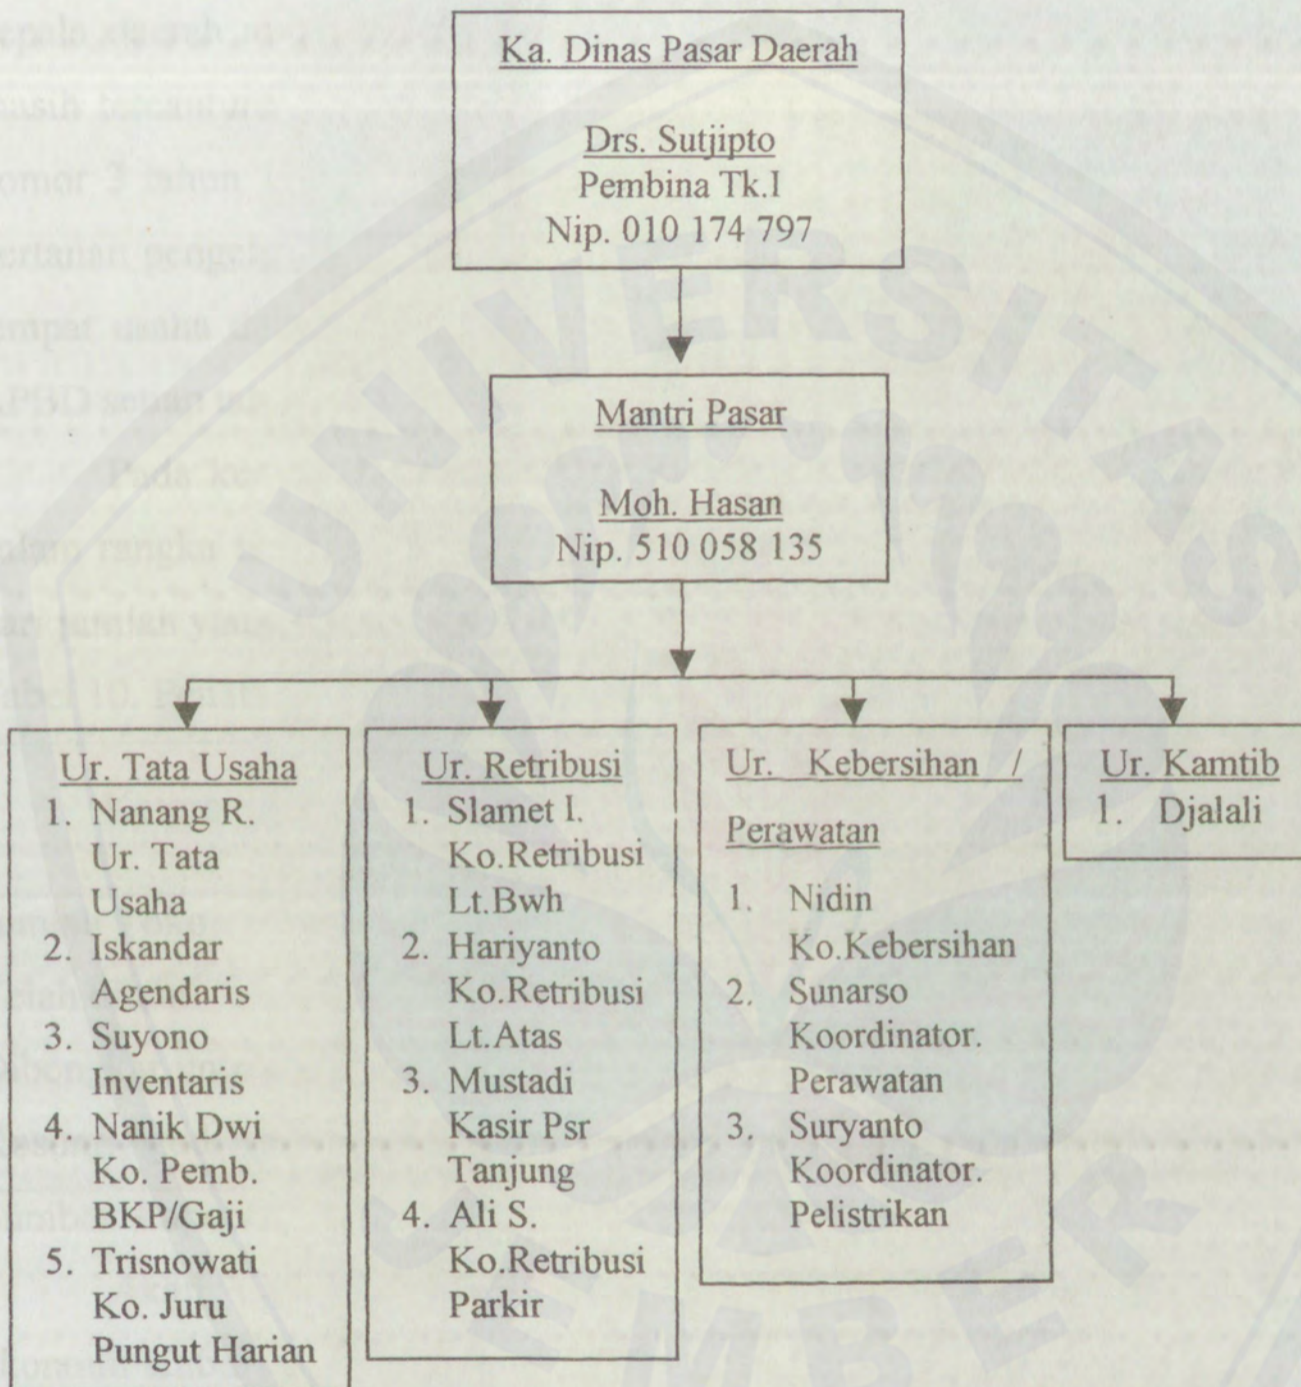 Ka. Dinas Pasar Daerah
Drs. Sutjipto
Pembina Tk.I
Nip. 010 174 797
Mantri Pasar
Moh. Hasan
Nip. 510 058 135
Ur. Tata Usaha
1. Nanang R.
Ur. Tata
Usaha
2. Iskandar
Agendaris
3. Suyono
Inventaris
4. Nanik Dwi
Ko. Pemb.
BKP/Gaji
5. Trisnowati
Ko. Juru
Pungut Harian
Ur. Retribusi
1. Slamet I.
Ko.Retribusi
Lt.Bwh
2. Hariyanto
Ko.Retribusi
Lt.Atas
3. Mustadi
Kasir Psr
Tanjung
4. Ali S.
Ko.Retribusi
Parkir
Ur. Kebersihan /
Perawatan
1. Nidin
Ko.Kebersihan
2. Sunarso
Koordinator.
Perawatan
3. Suryanto
Koordinator.
Pelistrikan
Ur. Kamtib
1. Djalali
UNIVERSITAS